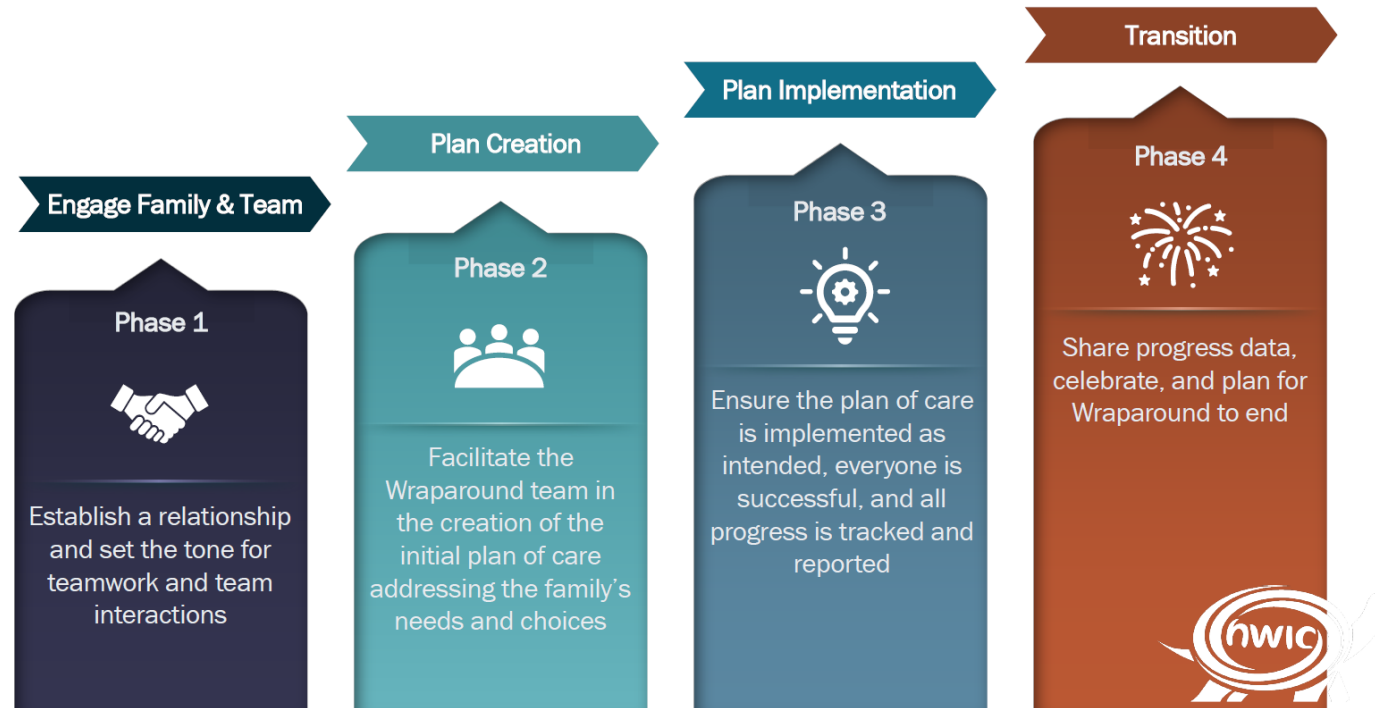 Engage Family & Team
Phase 1
Establish a relationship
and set the tone for
teamwork and team
interactions
Plan Creation
Phase 2
Facilitate the
Wraparound team in
the creation of the
initial plan of care
addressing the family's
needs and choices
Plan Implementation
Phase 3
Ensure the plan of care
is implemented as
intended, everyone is
successful, and all
progress is tracked and
reported
Transition
Phase 4
Share progress data,
celebrate, and plan for
Wraparound to end
nwic